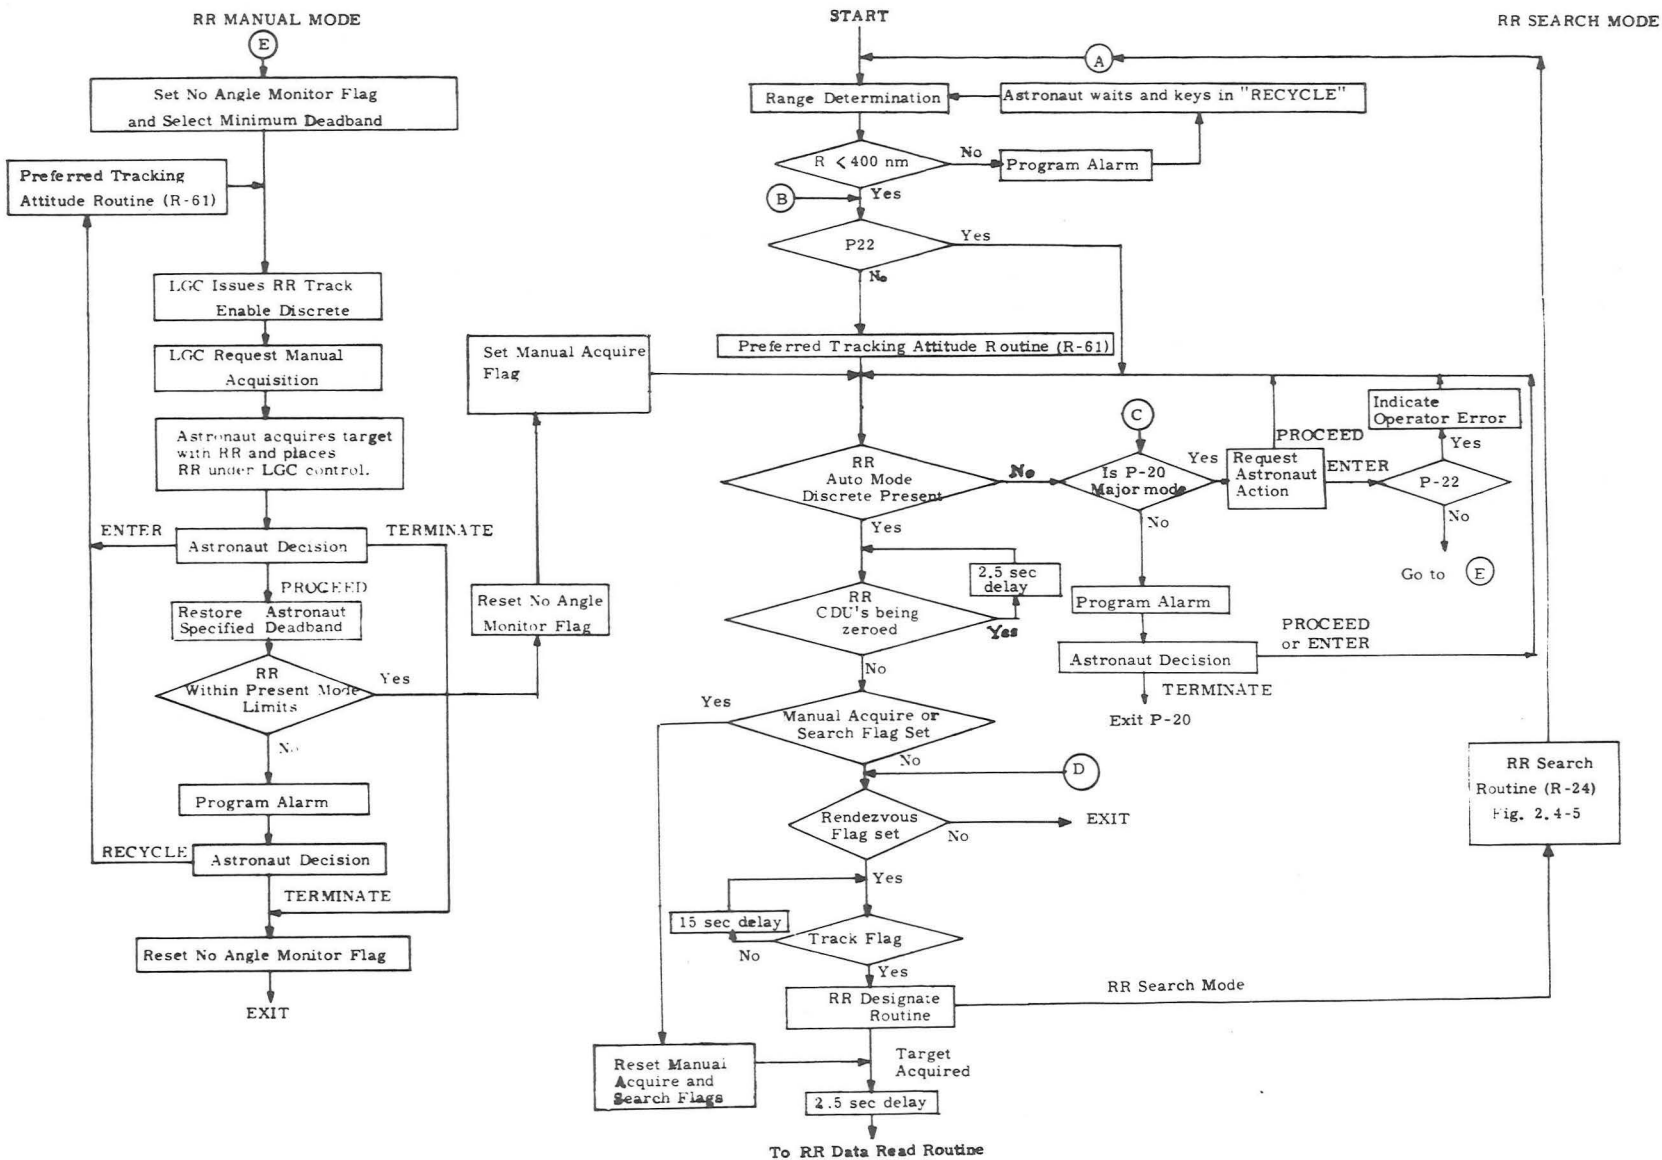 RR MANUAL MODE
E
Set No Angle Monitor Flag
and Select Minimum Deadband
Preferred Tracking
Attitude Routine (R-61)
LGC Issues RR Track
Enable Discrete
LGC Request Manual
Acquisition
Astronaut acquires target
with RR and places
RR under LGC control.
ENTER
Astronaut Decision
TERMINATE
PROCEED
Restore Astronaut
Specified Deadband
RR
Within Present Mode
Limits
Yes
No
Program Alarm
RECYCLE
Astronaut Decision
TERMINATE
Reset No Angle Monitor Flag
EXIT
Set Manual Acquire
Flag
Reset No Angle
Monitor Flag
START
RR SEARCH MODE
A
Range Determination
Astronaut waits and keys in "RECYCLE"
R < 400 nm
No
Program Alarm
Yes
B
P22
Yes
No
Preferred Tracking Attitude Routine (R-61)
RR
Auto Mode
Discrete Present
No
Yes
C
Is P-20
Major mode
Yes
No
Request
Astronaut
Action
PROCEED
ENTER
Indicate
Operator Error
Yes
P-22
No
Go to E
2.5 sec
delay
RR
CDU's being
zeroed
Yes
No
Program Alarm
Astronaut Decision
PROCEED
or ENTER
TERMINATE
Exit P-20
Yes
Manual Acquire or
Search Flag Set
No
D
Rendezvous
Flag set
No
EXIT
Yes
15 sec delay
Track Flag
No
Yes
RR Designate
Routine
RR Search Mode
RR Search
Routine (R-24)
Fig. 2.4-5
Reset Manual
Acquire and
Search Flags
Target
Acquired
2.5 sec delay
To RR Data Read Routine